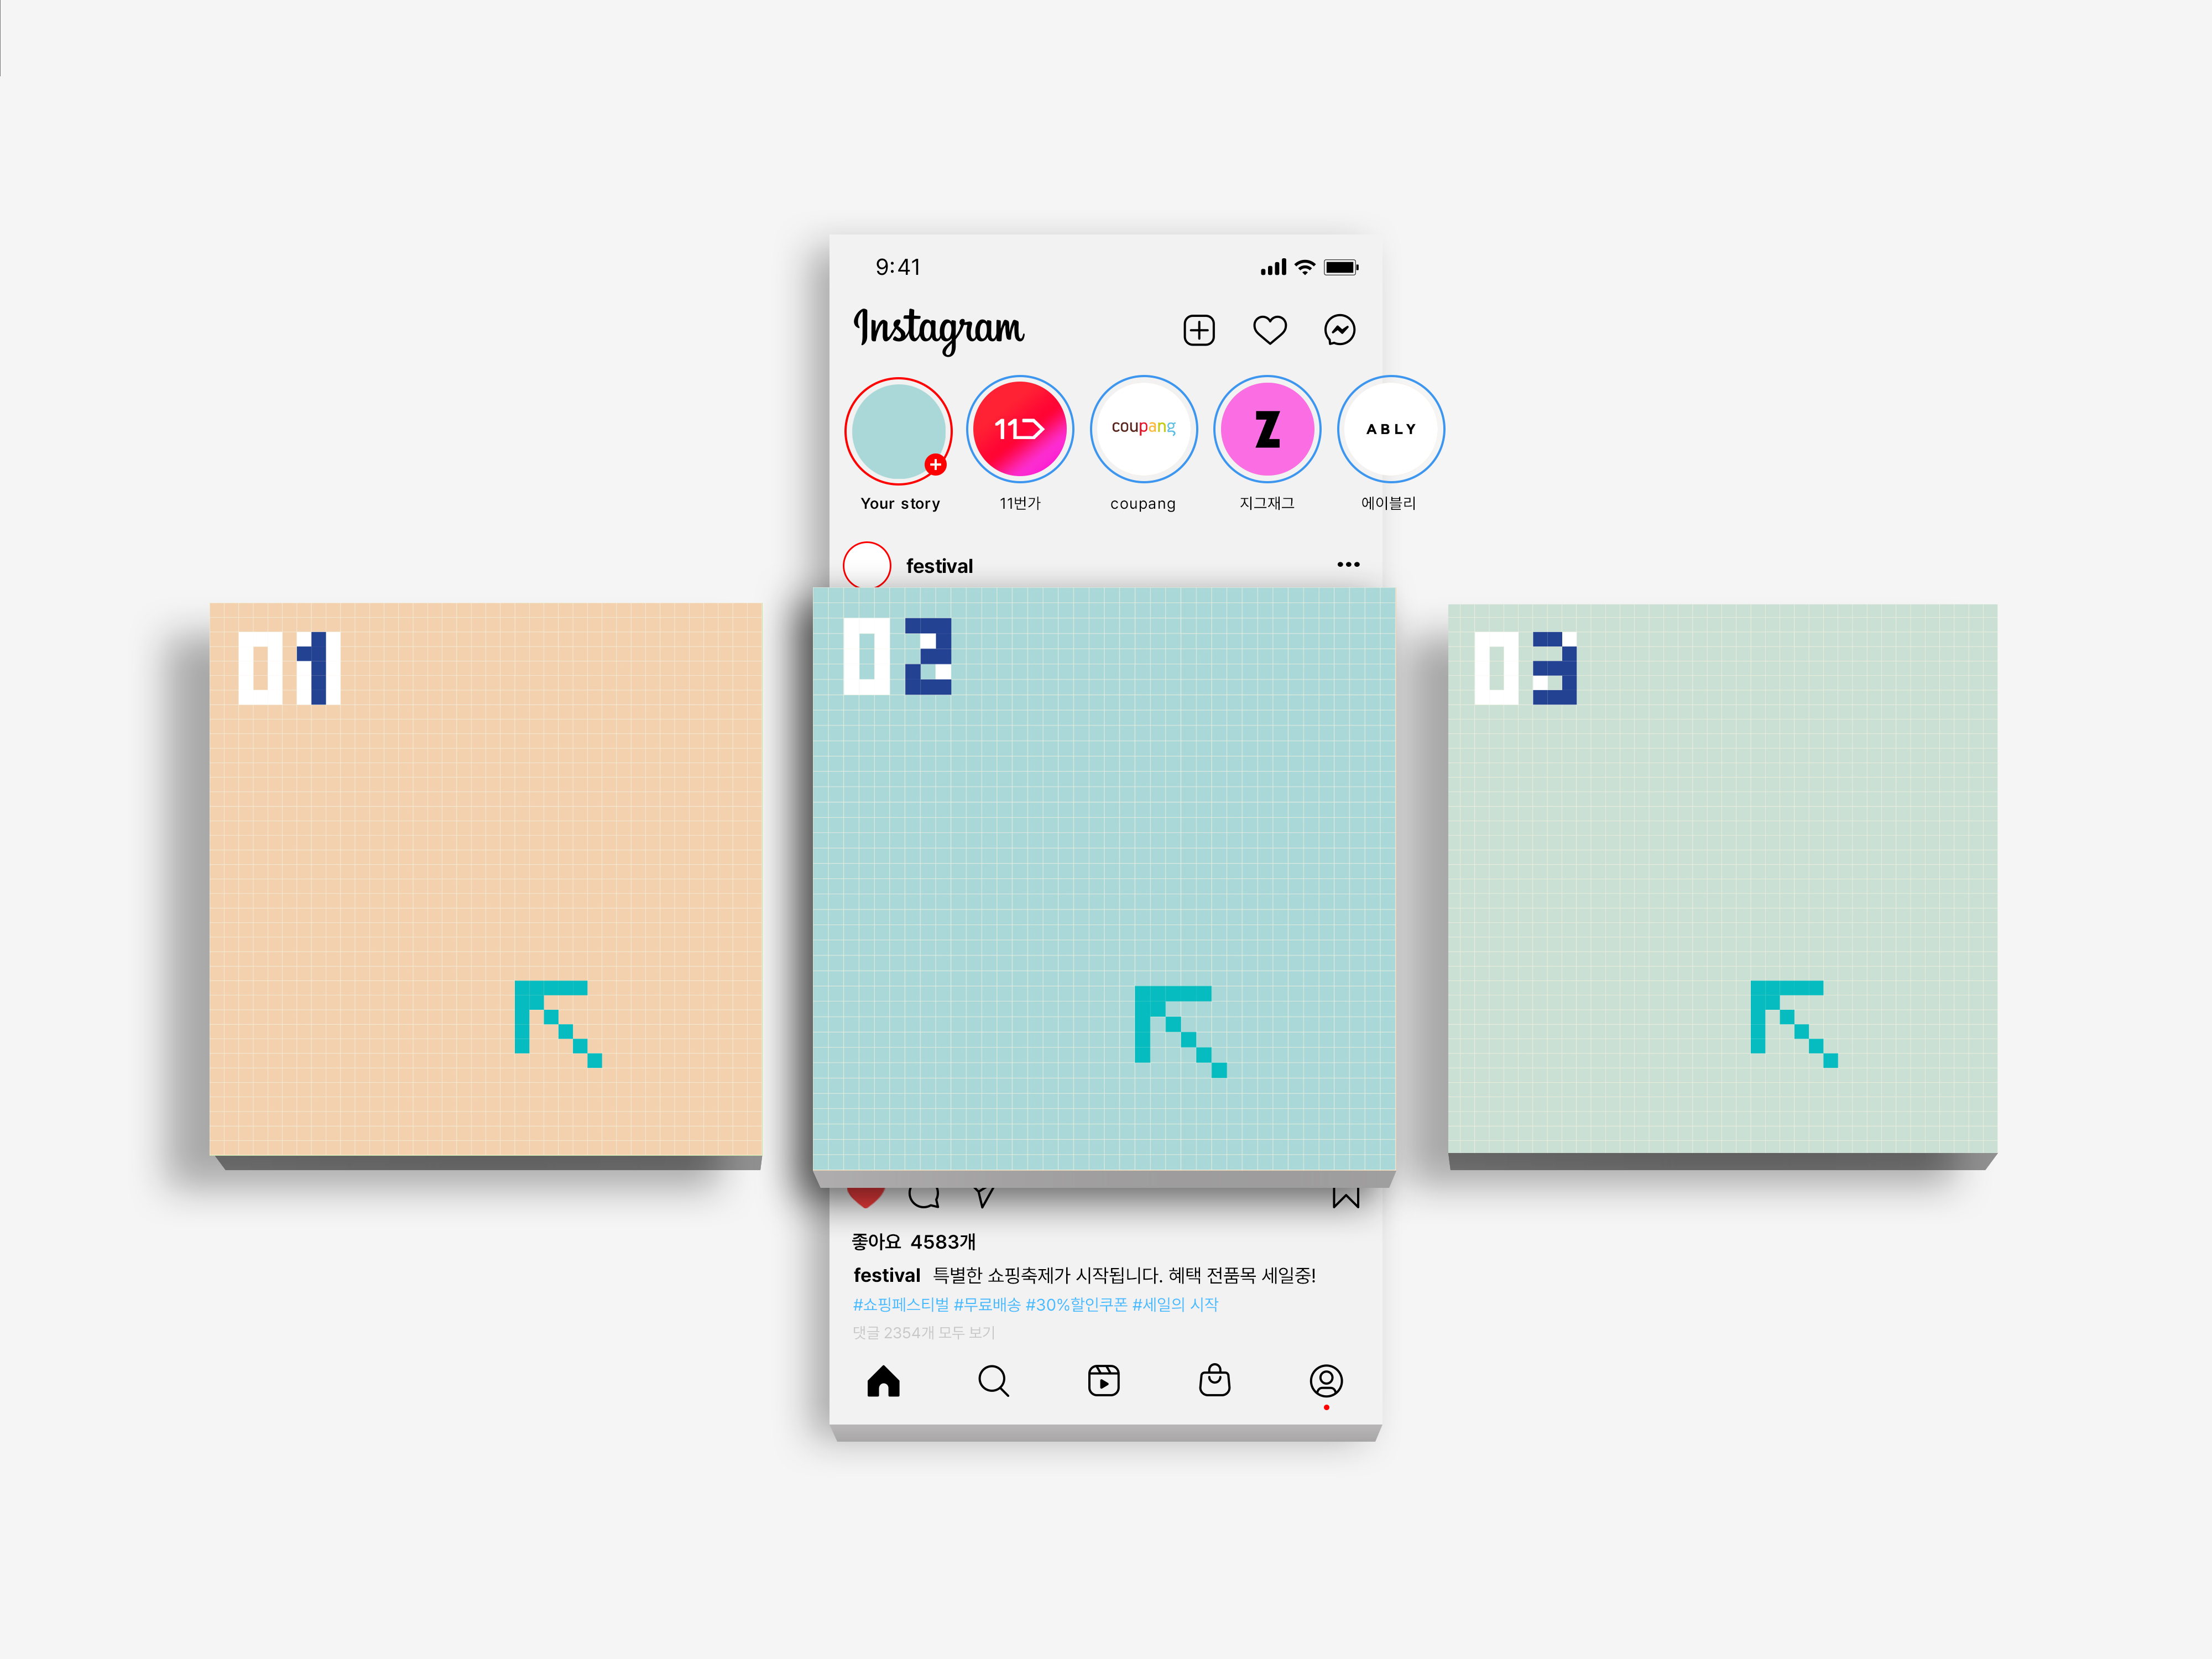 9:41
Instagram
11
coupang
Z
ABLY
Your story
11번가
coupang
지그재그
에이블리
festival
01
02
03
좋아요 4583개
festival 특별한 쇼핑축제가 시작됩니다. 혜택 전품목 세일중!
#쇼핑페스티벌 #무료배송 #30%할인쿠폰 #세일의 시작
댓글 2354개 모두 보기